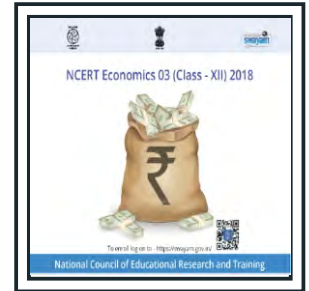 swayam
NCERT Economics 03 (Class - XII) 2018
₹
To enroll log on to - https://swayam.gov.in/
National Council of Educational Research and Training